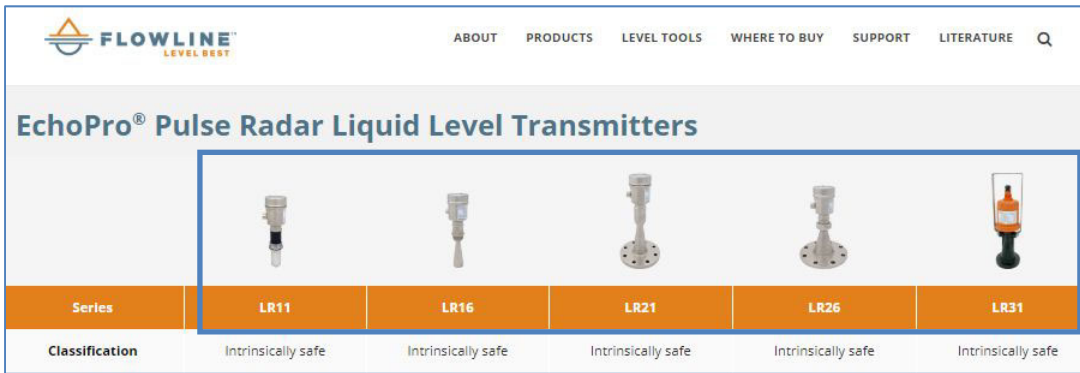 FLOWLINE™
LEVEL BEST
ABOUT PRODUCTS LEVEL TOOLS WHERE TO BUY SUPPORT LITERATURE
EchoPro® Pulse Radar Liquid Level Transmitters
Series LR11 LR16 LR21 LR26 LR31
Classification Intrinsically safe Intrinsically safe Intrinsically safe Intrinsically safe Intrinsically safe